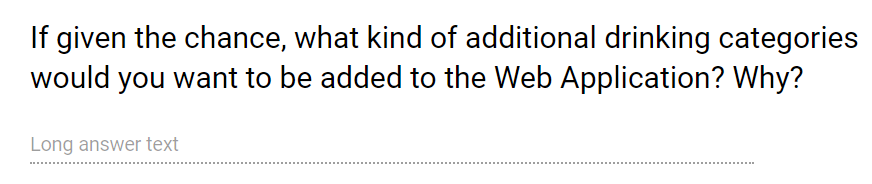 If given the chance, what kind of additional drinking categories
would you want to be added to the Web Application? Why?
Long answer text